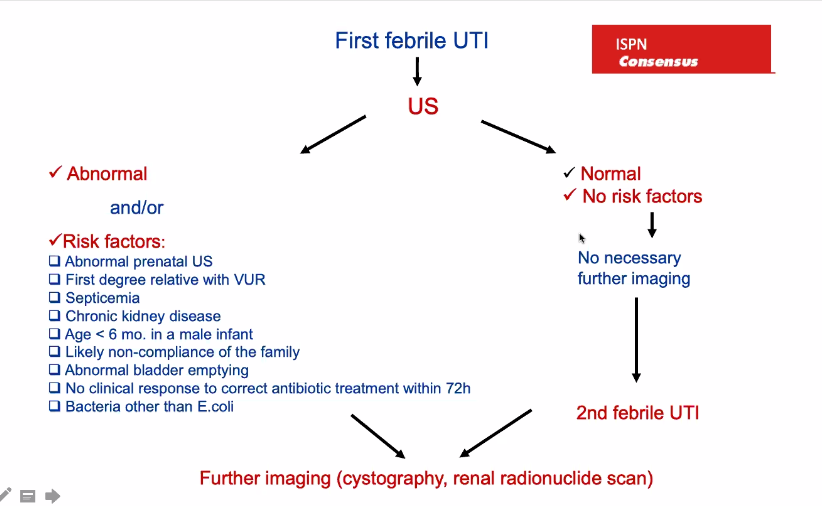 First febrile UTI
ISPN
Consensus
US
Abnormal
and/or
Risk factors:
Abnormal prenatal US
First degree relative with VUR
Septicemia
Chronic kidney disease
Age < 6 mo. in a male infant
Likely non-compliance of the family
Abnormal bladder emptying
No clinical response to correct antibiotic treatment within 72h
Bacteria other than E.coli
Normal
No risk factors
No necessary
further imaging
2nd febrile UTI
Further imaging (cystography, renal radionuclide scan)